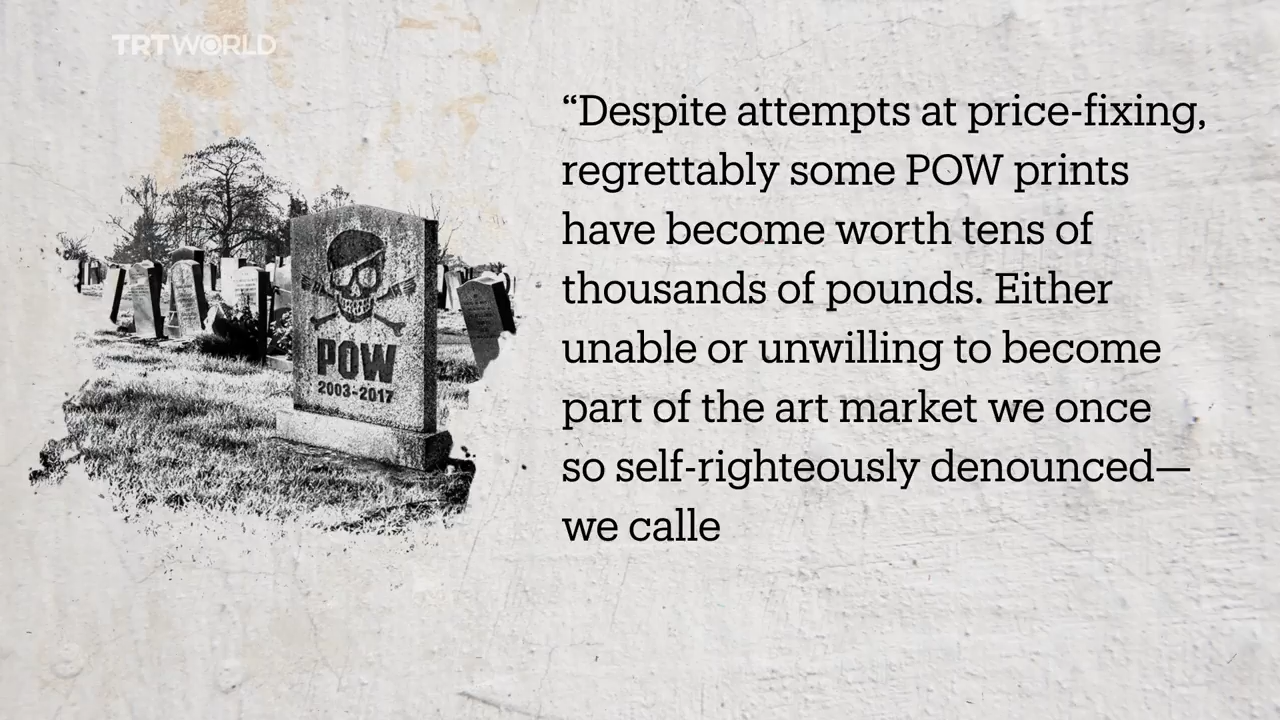 TRT WORLD
POW
2003-2017
“Despite attempts at price-fixing,
regrettably some POW prints
have become worth tens of
thousands of pounds. Either
unable or unwilling to become
part of the art market we once
so self-righteously denounced—
we calle